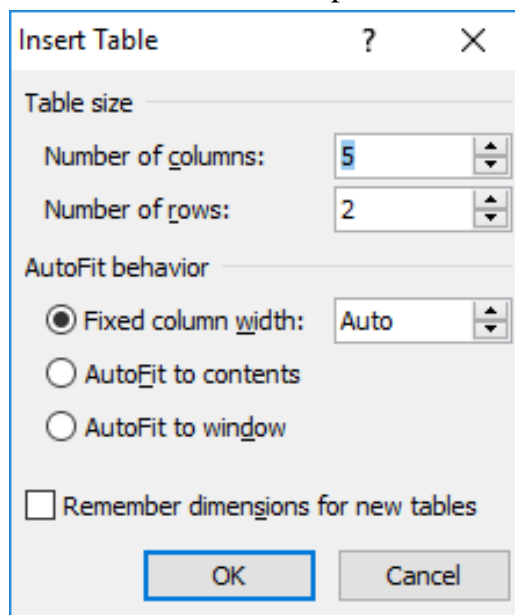 Insert Table ?
Table size
Number of columns: 5
Number of rows: 2
AutoFit behavior
Fixed column width: Auto
AutoFit to contents
AutoFit to window
Remember dimensions for new tables
OK Cancel